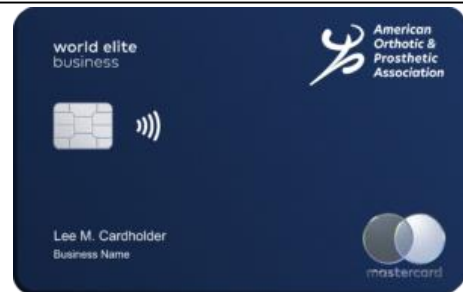 world elite
business
American
Orthotic &
Prosthetic
Association
Lee M. Cardholder
Business Name
mastercard